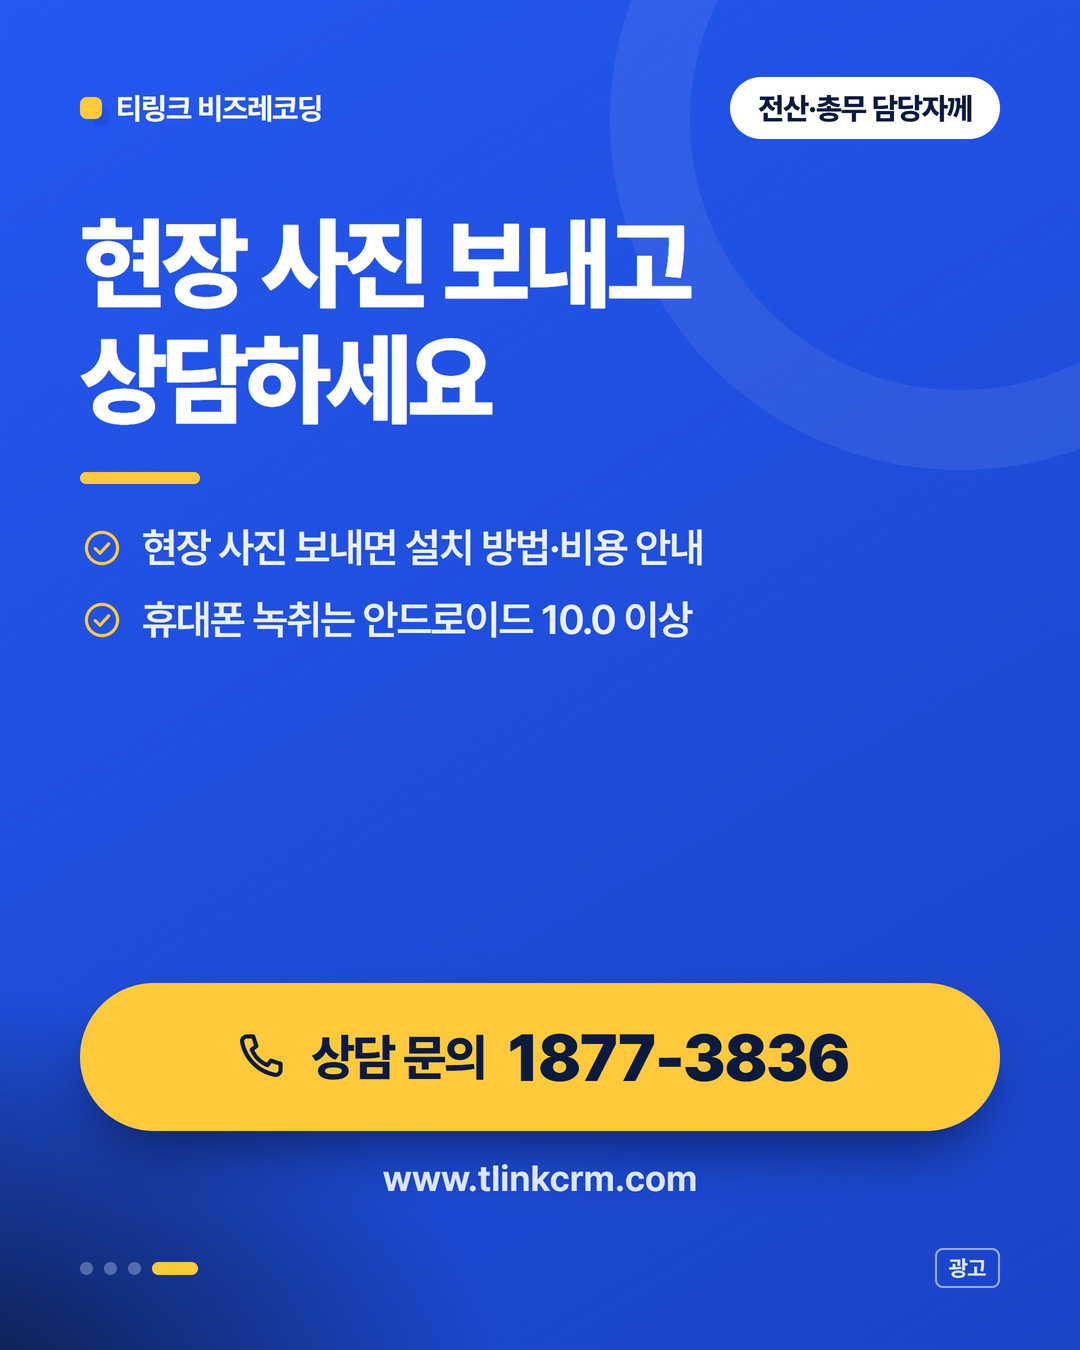 티링크 비즈레코딩
전산·총무 담당자께
현장 사진 보내고
상담하세요
현장 사진 보내면 설치 방법·비용 안내
휴대폰 녹취는 안드로이드 10.0 이상
상담 문의 1877-3836
www.tlinkcrm.com
광고